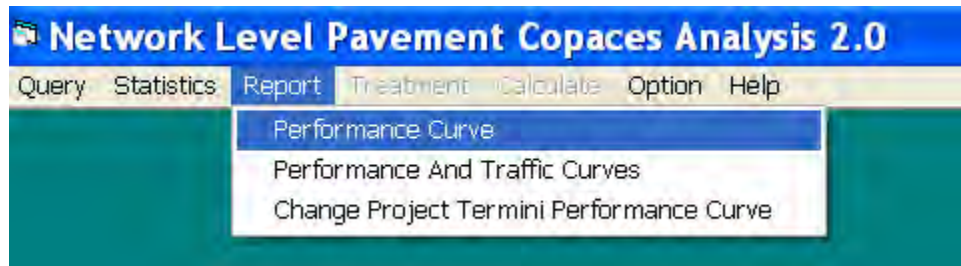 Network Level Pavement Copaces Analysis 2.0
Query Statistics Report Treatment Calculate Option Help
Performance Curve
Performance And Traffic Curves
Change Project Termini Performance Curve